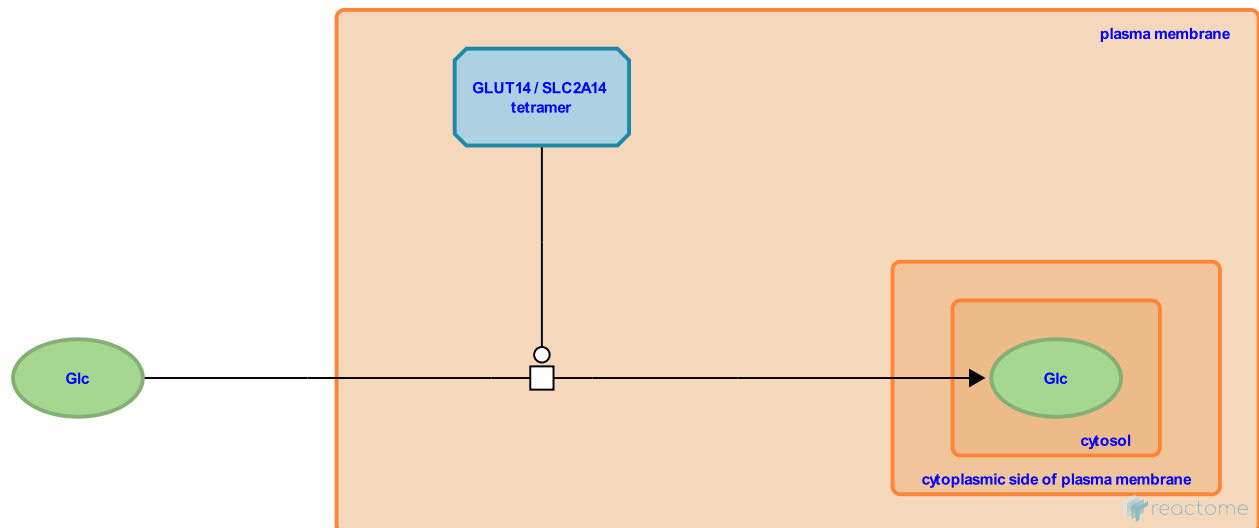 plasma membrane
GLUT14 / SLC2A14
tetramer
Glc
Glc
cytosol
cytoplasmic side of plasma membrane
reactome